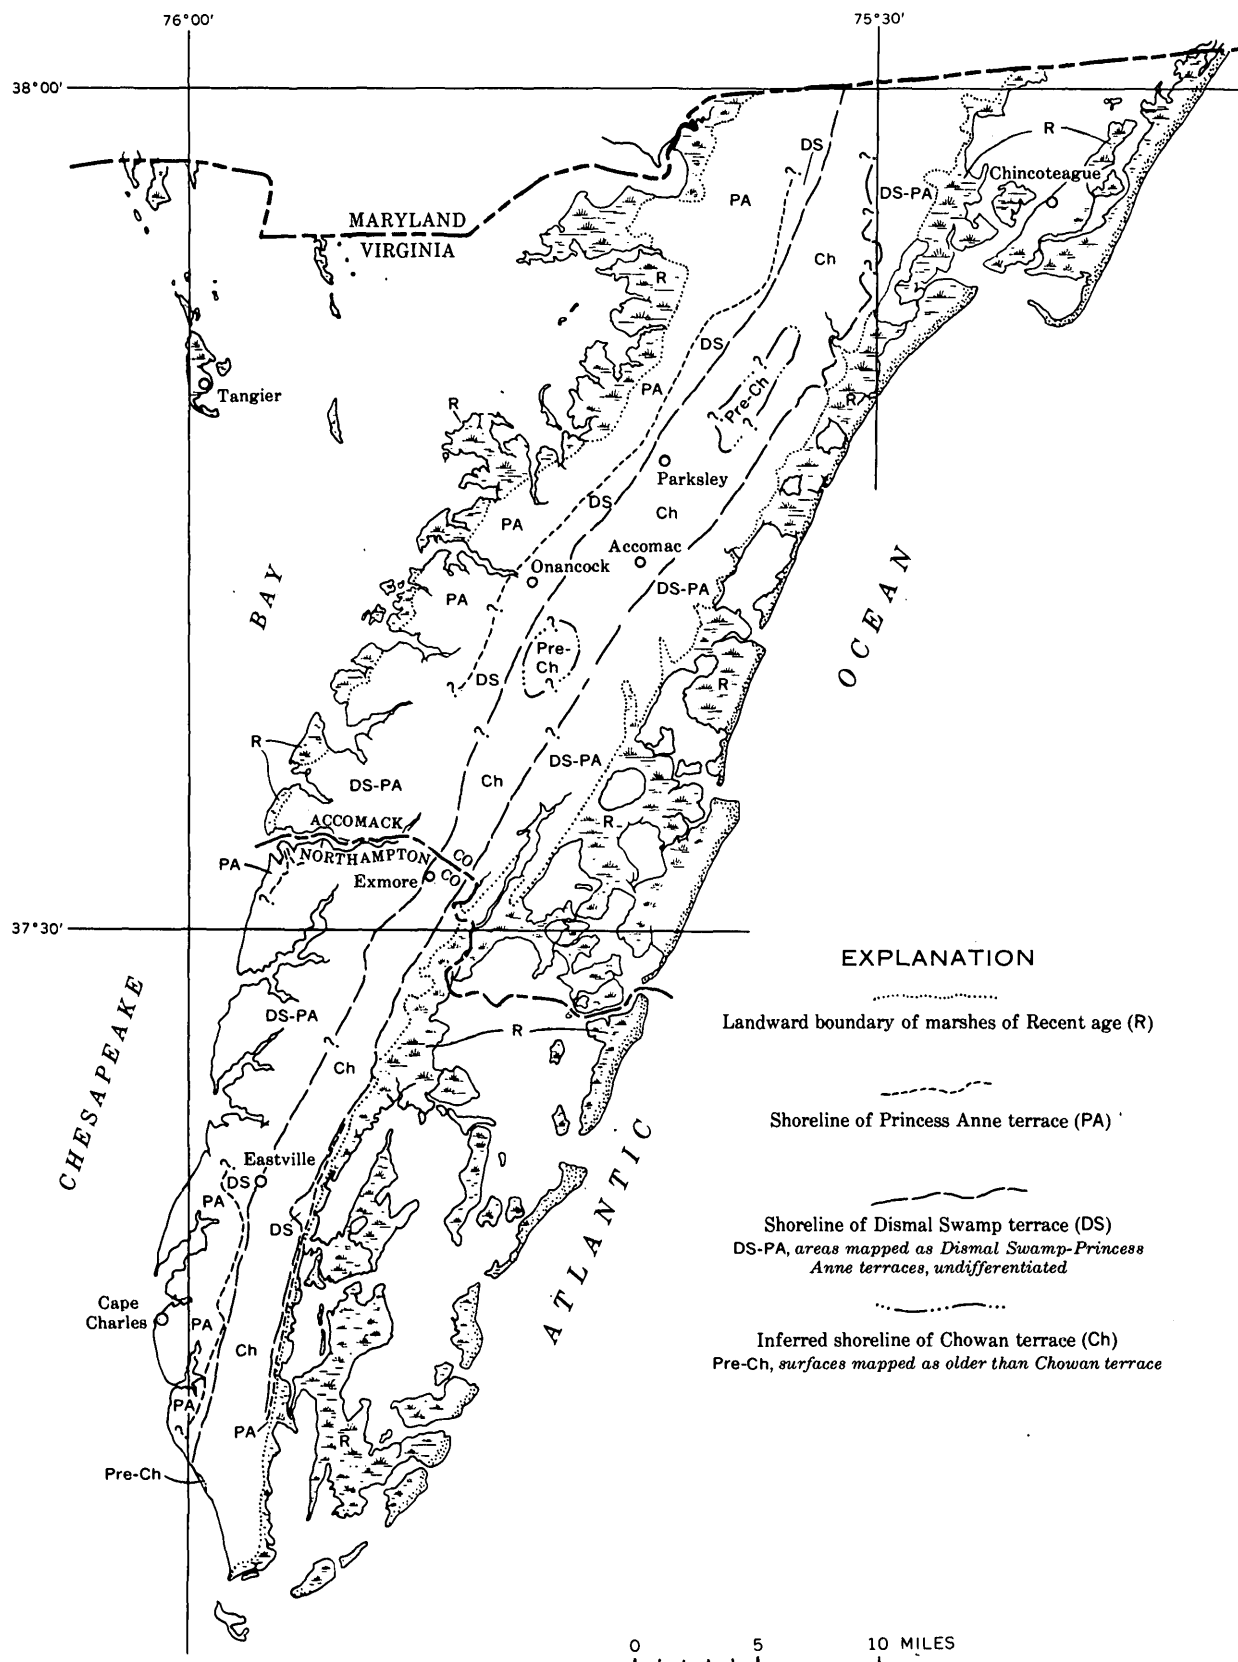 76°00'
75°30'
38°00'
R
DS
Chincoteague
PA
DS-PA
MARYLAND
VIRGINIA
Ch
R
DS
Tangier
PA
Pre-Ch
R
R
Parksley
DS
Ch
PA
Accomac
Onancock
DS-PA
PA
BAY
OCEAN
Pre-
Ch
DS
R
R
DS-PA
Ch
DS-PA
ACCOMACK CO
R
NORTHAMPTON CO
PA
Exmore
37°30'
EXPLANATION
CHESAPEAKE
DS-PA
Landward boundary of marshes of Recent age (R)
R
Ch
Shoreline of Princess Anne terrace (PA)
Eastville
DS
PA
ATLANTIC
DS
Shoreline of Dismal Swamp terrace (DS)
DS-PA, areas mapped as Dismal Swamp-Princess
Anne terraces, undifferentiated
Cape
Charles
PA
Ch
Inferred shoreline of Chowan terrace (Ch)
Pre-Ch, surfaces mapped as older than Chowan terrace
PA
PA
R
Pre-Ch
0 5 10 MILES